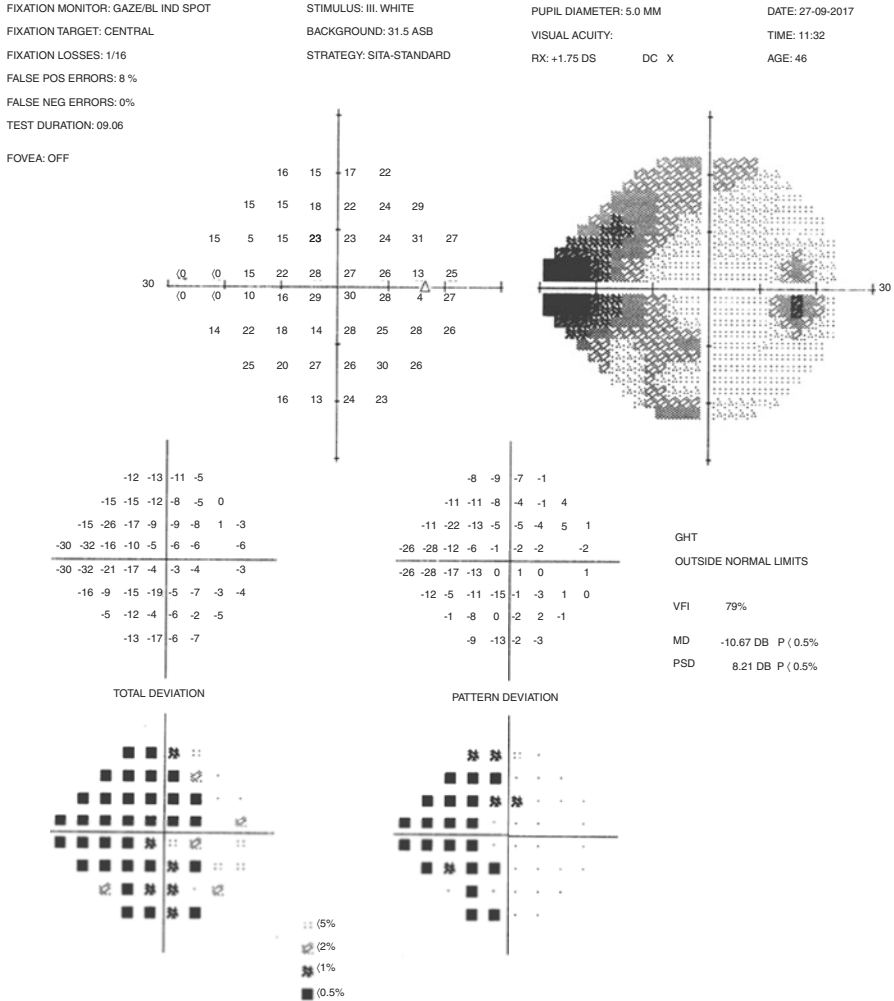 FIXATION MONITOR: GAZE/BL IND SPOT
FIXATION TARGET: CENTRAL
FIXATION LOSSES: 1/16
FALSE POS ERRORS: 8 %
FALSE NEG ERRORS: 0%
TEST DURATION: 09.06
FOVEA: OFF
STIMULUS: III. WHITE
BACKGROUND: 31.5 ASB
STRATEGY: SITA-STANDARD
PUPIL DIAMETER: 5.0 MM
VISUAL ACUITY:
RX: +1.75 DS DC X
DATE: 27-09-2017
TIME: 11:32
AGE: 46
16 15 17 22
15 15 18 22 24 29
15 5 15 23 23 24 31 27
⟨0 ⟨0 15 22 28 27 26 13 25
30
⟨0 ⟨0 10 16 29 30 28 4 27
14 22 18 14 28 25 28 26
25 20 27 26 30 26
16 13 24 23
30
-12 -13 -11 -5
-15 -15 -12 -8 -5 0
-15 -26 -17 -9 -9 -8 1 -3
-30 -32 -16 -10 -5 -6 -6 -6
-30 -32 -21 -17 -4 -3 -4 -3
-16 -9 -15 -19 -5 -7 -3 -4
-5 -12 -4 -6 -2 -5
-13 -17 -6 -7
TOTAL DEVIATION
-8 -9 -7 -1
-11 -11 -8 -4 -1 4
-11 -22 -13 -5 -5 -4 5 1
-26 -28 -12 -6 -1 -2 -2 -2
-26 -28 -17 -13 0 1 0 1
-12 -5 -11 -15 -1 -3 1 0
-1 -8 0 -2 2 -1
-9 -13 -2 -3
PATTERN DEVIATION
GHT
OUTSIDE NORMAL LIMITS
VFI 79%
MD -10.67 DB P ⟨ 0.5%
PSD 8.21 DB P ⟨ 0.5%
⟨5%
⟨2%
⟨1%
⟨0.5%